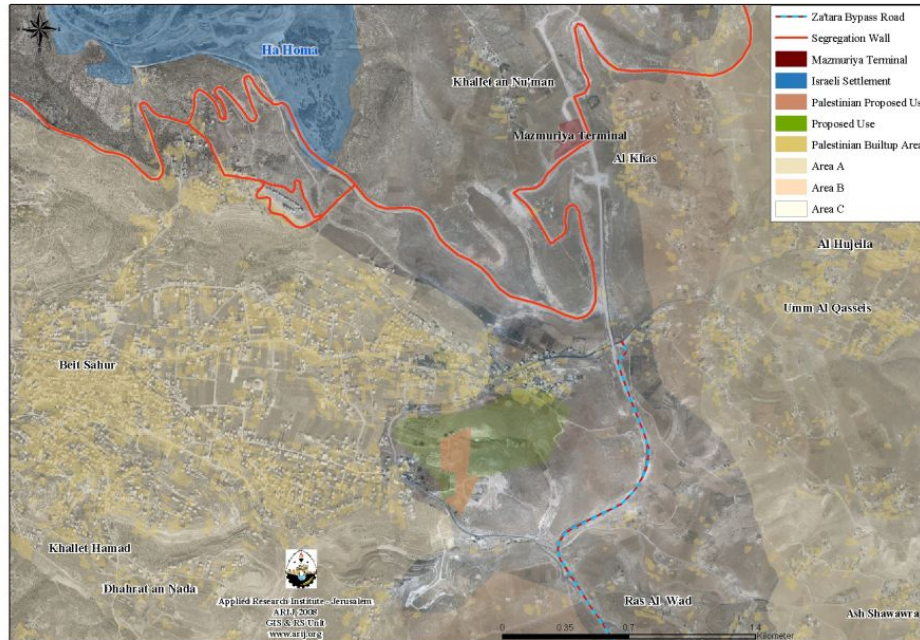 Za'tara Bypass Road
Segregation Wall
Mazmuriya Terminal
Israeli Settlement
Palestinian Proposed Us
Proposed Use
Palestinian Builtup Area
Area A
Area B
Area C
Ha Homa
Khallet an Nu'man
Mazmuriya Terminal
Al Khas
Al Hujeila
Umm Al Qasseis
Beit Sahur
Khallet Hamad
Dhahrat an Nada
Applied Research Institute - Jerusalem
ARIJ, 2008
GIS & RS Unit
www.arij.org
Ras Al Wad
Ash Shawawra
0 0.35 0.7 1.4
Kilometer